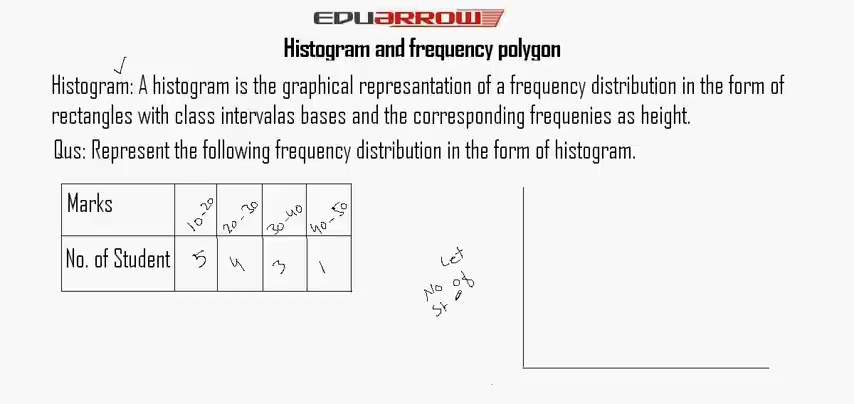 EDUARROW
Histogram and frequency polygon
Histogram: A histogram is the graphical represantation of a frequency distribution in the form of
rectangles with class intervalas bases and the corresponding frequenies as height.
Qus: Represent the following frequency distribution in the form of histogram.
Marks 10-20 20-30 30-40 40-50
No. of Student 5 4 3 1
Let
No of
St